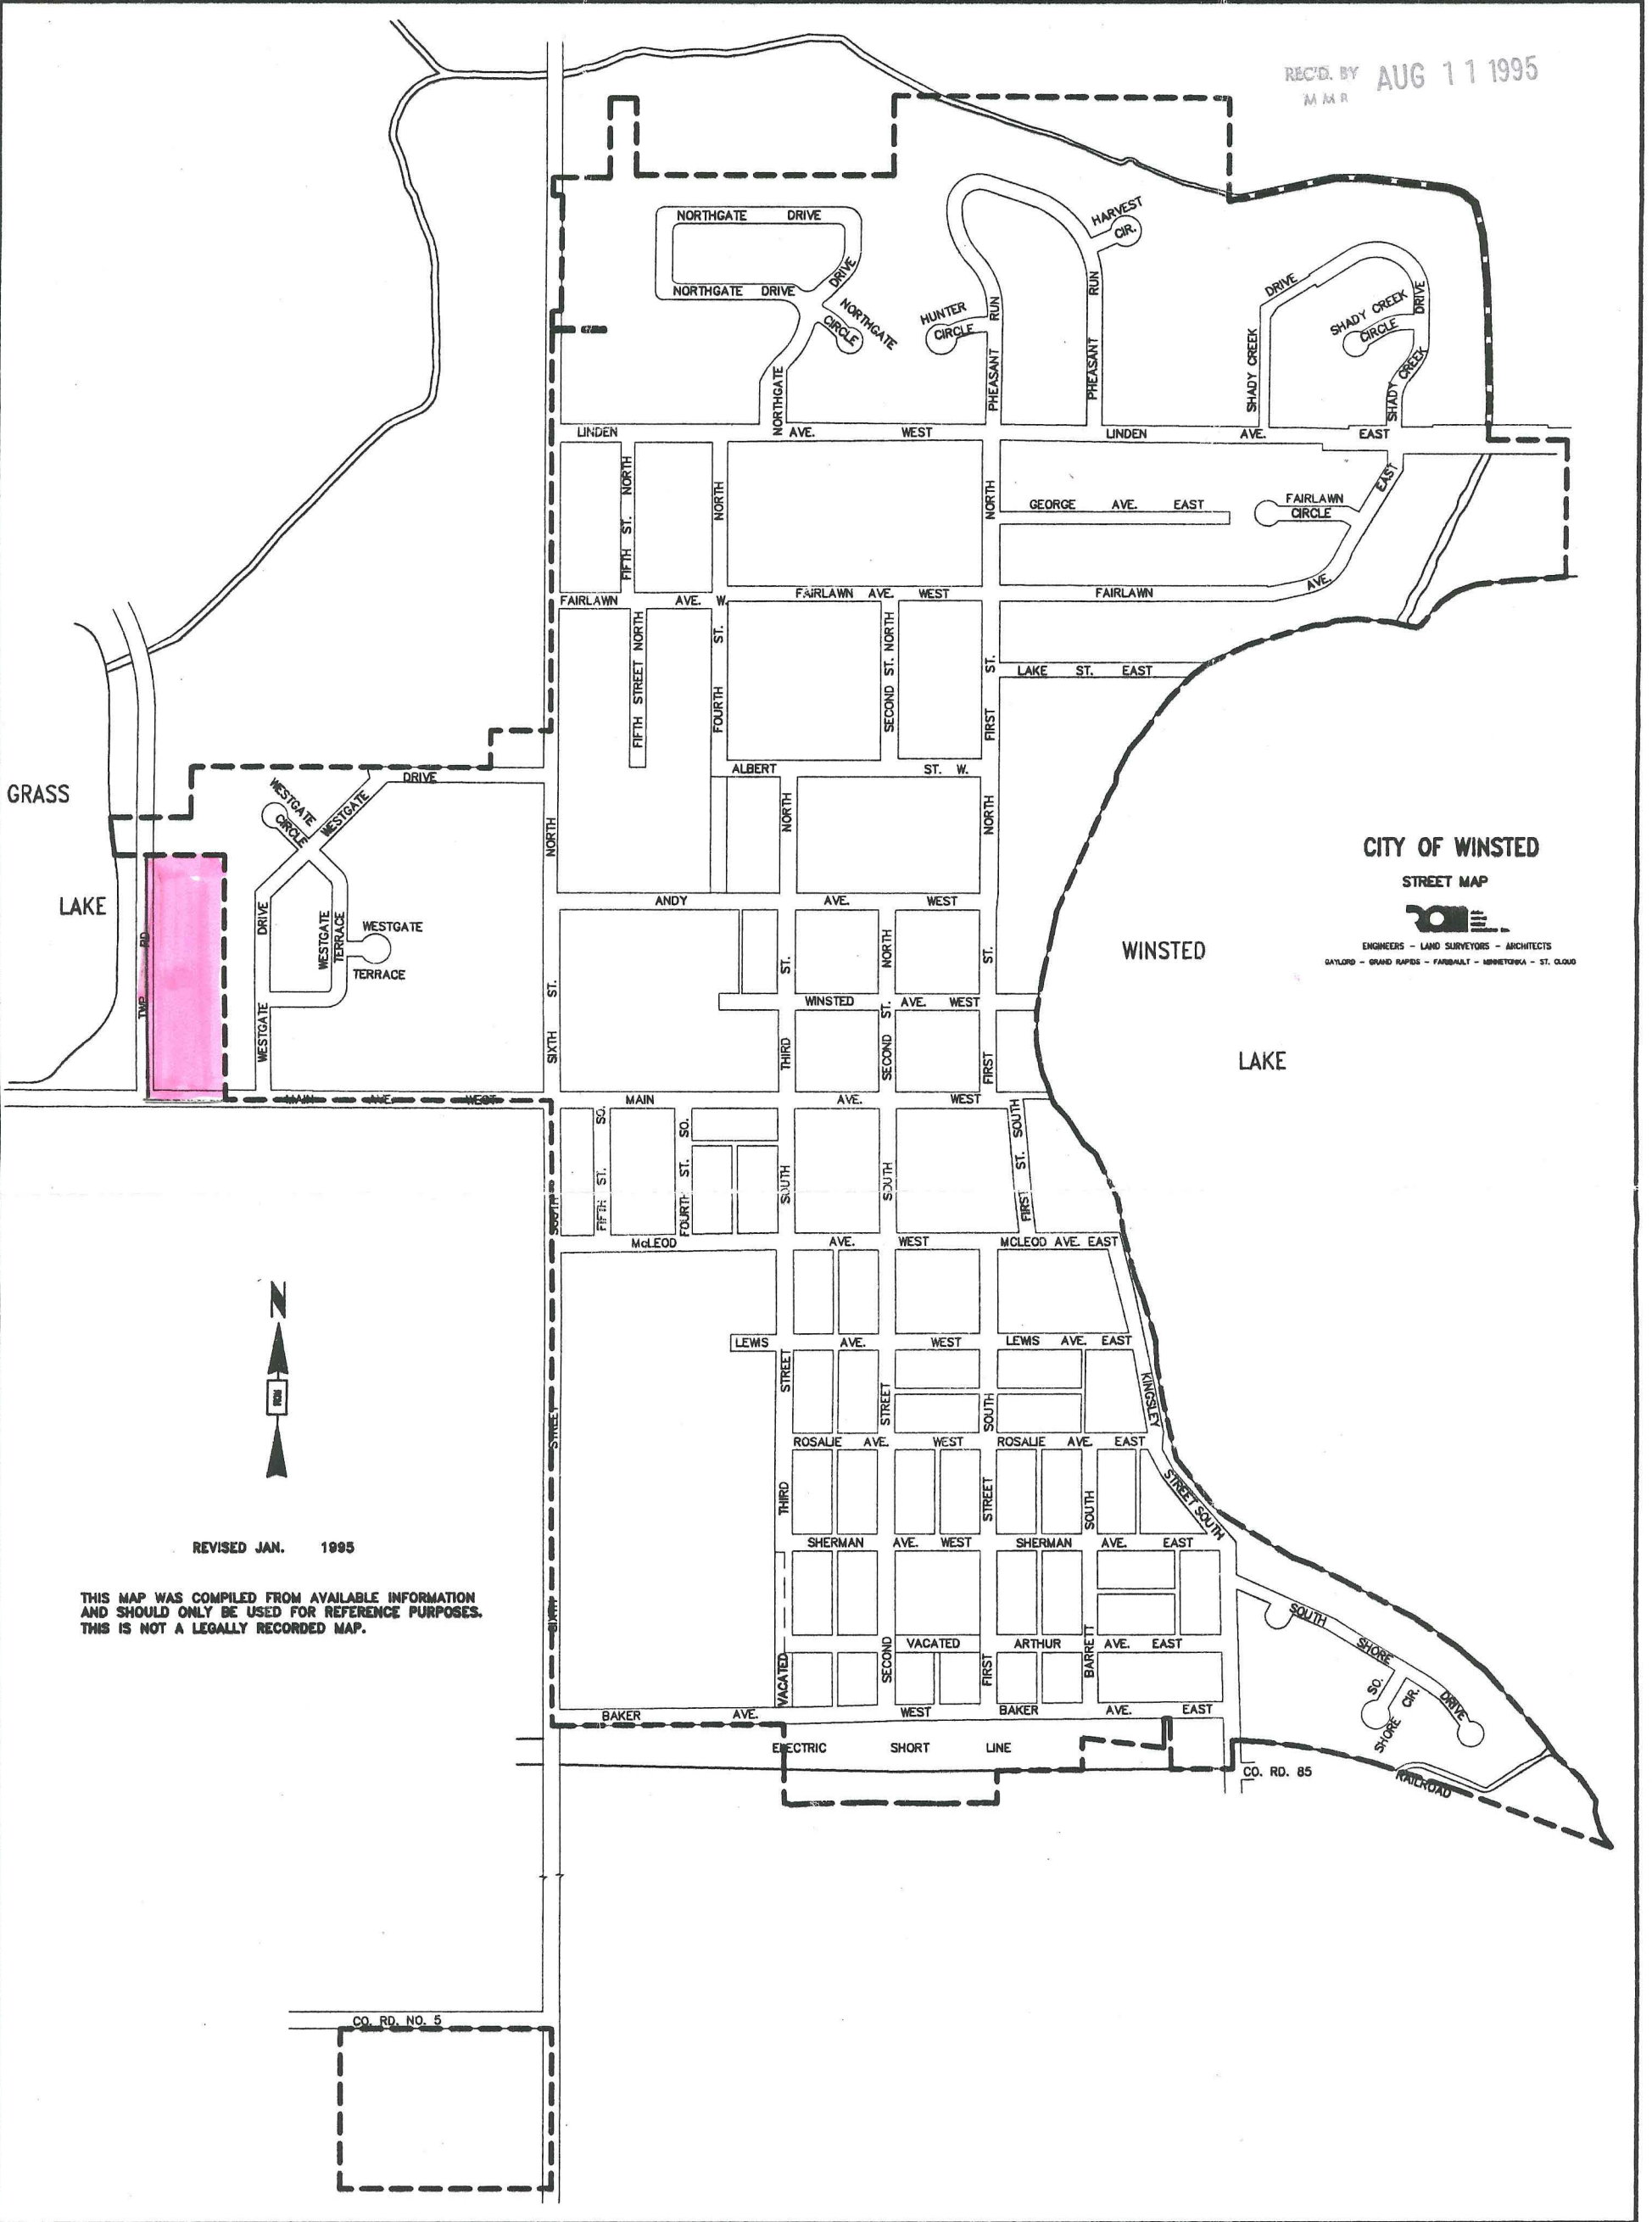 REC'D. BY AUG 11 1995
MMR
NORTHGATE DRIVE
NORTHGATE DRIVE
DRIVE
NORTHGATE
CIRCLE
NORTHGATE
HUNTER
CIRCLE
PHEASANT RUN
PHEASANT RUN
HARVEST
CIR.
SHADY CREEK
DRIVE
SHADY CREEK
CIRCLE
DRIVE
SHADY CREEK
LINDEN AVE. WEST
LINDEN AVE. EAST
FIFTH ST. NORTH
NORTH
NORTH
GEORGE AVE. EAST
FAIRLAWN
CIRCLE
EAST
FAIRLAWN AVE. W.
FAIRLAWN AVE. WEST
FAIRLAWN
AVE.
FIFTH STREET NORTH
FOURTH ST.
SECOND ST. NORTH
FIRST ST.
LAKE ST. EAST
ALBERT ST. W.
WESTGATE
CIRCLE
WESTGATE
DRIVE
GRASS
LAKE
TWP. RD
WESTGATE DRIVE
WESTGATE
TERRACE
WESTGATE
TERRACE
SIXTH ST. NORTH
NORTH
NORTH
ANDY AVE. WEST
THIRD ST.
SECOND ST. NORTH
FIRST ST.
WINSTED AVE. WEST
WINSTED
LAKE
CITY OF WINSTED
STREET MAP
RCM
ENGINEERS - LAND SURVEYORS - ARCHITECTS
GAYLORD - GRAND RAPIDS - FARIBAULT - MINNETONKA - ST. CLOUD
MAIN AVE. WEST
MAIN AVE. WEST
FIFTH ST. SO.
FOURTH ST. SO.
SOUTH
SOUTH
FIRST ST. SOUTH
McLEOD AVE. WEST
MCLEOD AVE. EAST
LEWIS AVE. WEST
LEWIS AVE. EAST
SIXTH STREET SOUTH
THIRD STREET
SECOND STREET
FIRST STREET SOUTH
KINGSLEY
STREET SOUTH
ROSALIE AVE. WEST
ROSALIE AVE. EAST
BARRETT SOUTH
SHERMAN AVE. WEST
SHERMAN AVE. EAST
N
RCM
REVISED JAN. 1995
THIS MAP WAS COMPILED FROM AVAILABLE INFORMATION
AND SHOULD ONLY BE USED FOR REFERENCE PURPOSES.
THIS IS NOT A LEGALLY RECORDED MAP.
VACATED
VACATED
ARTHUR AVE. EAST
BAKER AVE. WEST
BAKER AVE. EAST
SOUTH SHORE DRIVE
SO.
SHORE CIR.
ELECTRIC SHORT LINE
RAILROAD
CO. RD. 85
CO. RD. NO. 5